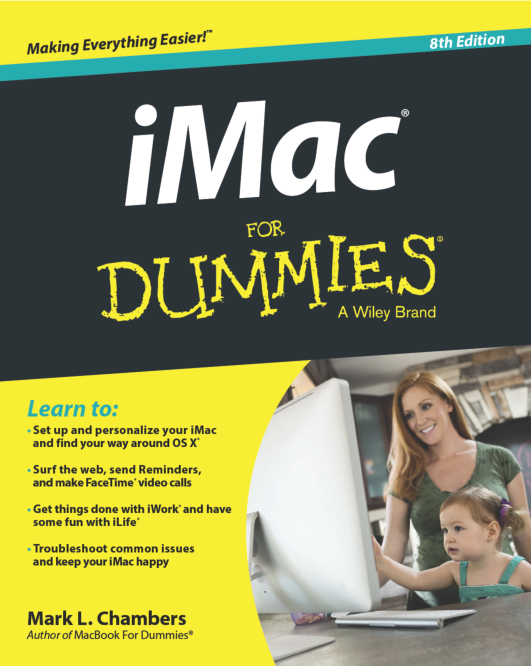 Making Everything Easier!™
8th Edition
iMac®
FOR
DUMMIES®
A Wiley Brand
Learn to:
• Set up and personalize your iMac
and find your way around OS X®
• Surf the web, send Reminders,
and make FaceTime® video calls
• Get things done with iWork® and have
some fun with iLife®
• Troubleshoot common issues
and keep your iMac happy
Mark L. Chambers
Author of MacBook For Dummies®